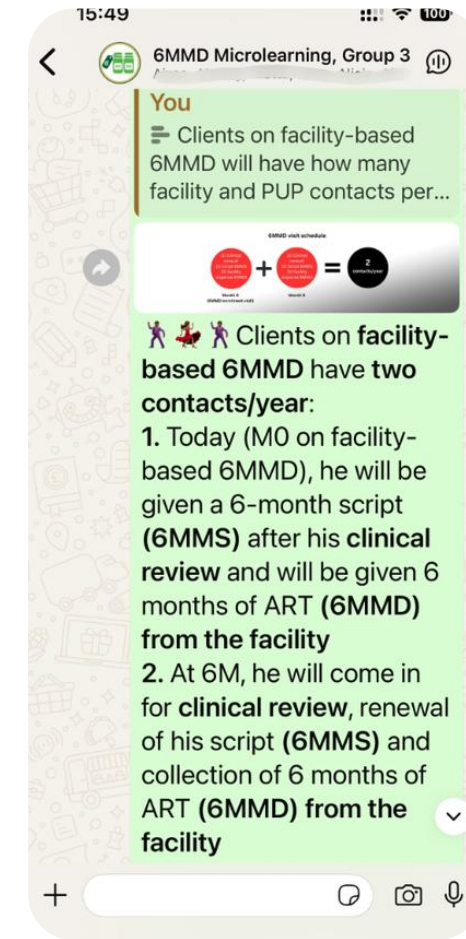 15:49
100
6MMD Microlearning, Group 3
You
Clients on facility-based
6MMD will have how many
facility and PUP contacts per...
6MMD visit schedule
+
=
2
contacts/year
Month 0
(6MMD enrolment visit)
Month 6
Clients on facility-
based 6MMD have two
contacts/year:
1. Today (M0 on facility-
based 6MMD), he will be
given a 6-month script
(6MMS) after his clinical
review and will be given 6
months of ART (6MMD)
from the facility
2. At 6M, he will come in
for clinical review, renewal
of his script (6MMS) and
collection of 6 months of
ART (6MMD) from the
facility